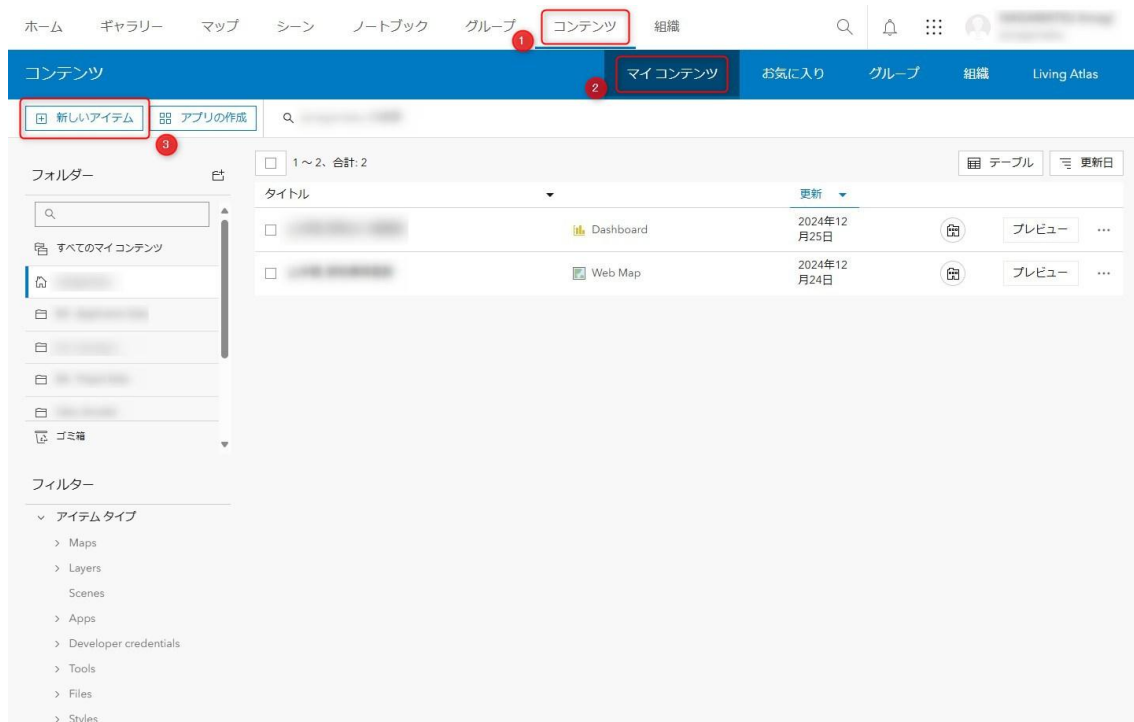 ホーム ギャラリー マップ シーン ノートブック グループ コンテンツ 組織
1
コンテンツ マイ コンテンツ お気に入り グループ 組織 Living Atlas
2
新しいアイテム アプリの作成
3
フォルダー
1～2、合計: 2 テーブル 更新日
タイトル 更新
Dashboard 2024年12
月25日 プレビュー ...
すべてのマイ コンテンツ
Web Map 2024年12
月24日 プレビュー ...
ゴミ箱
フィルター
アイテム タイプ
Maps
Layers
Scenes
Apps
Developer credentials
Tools
Files
Styles